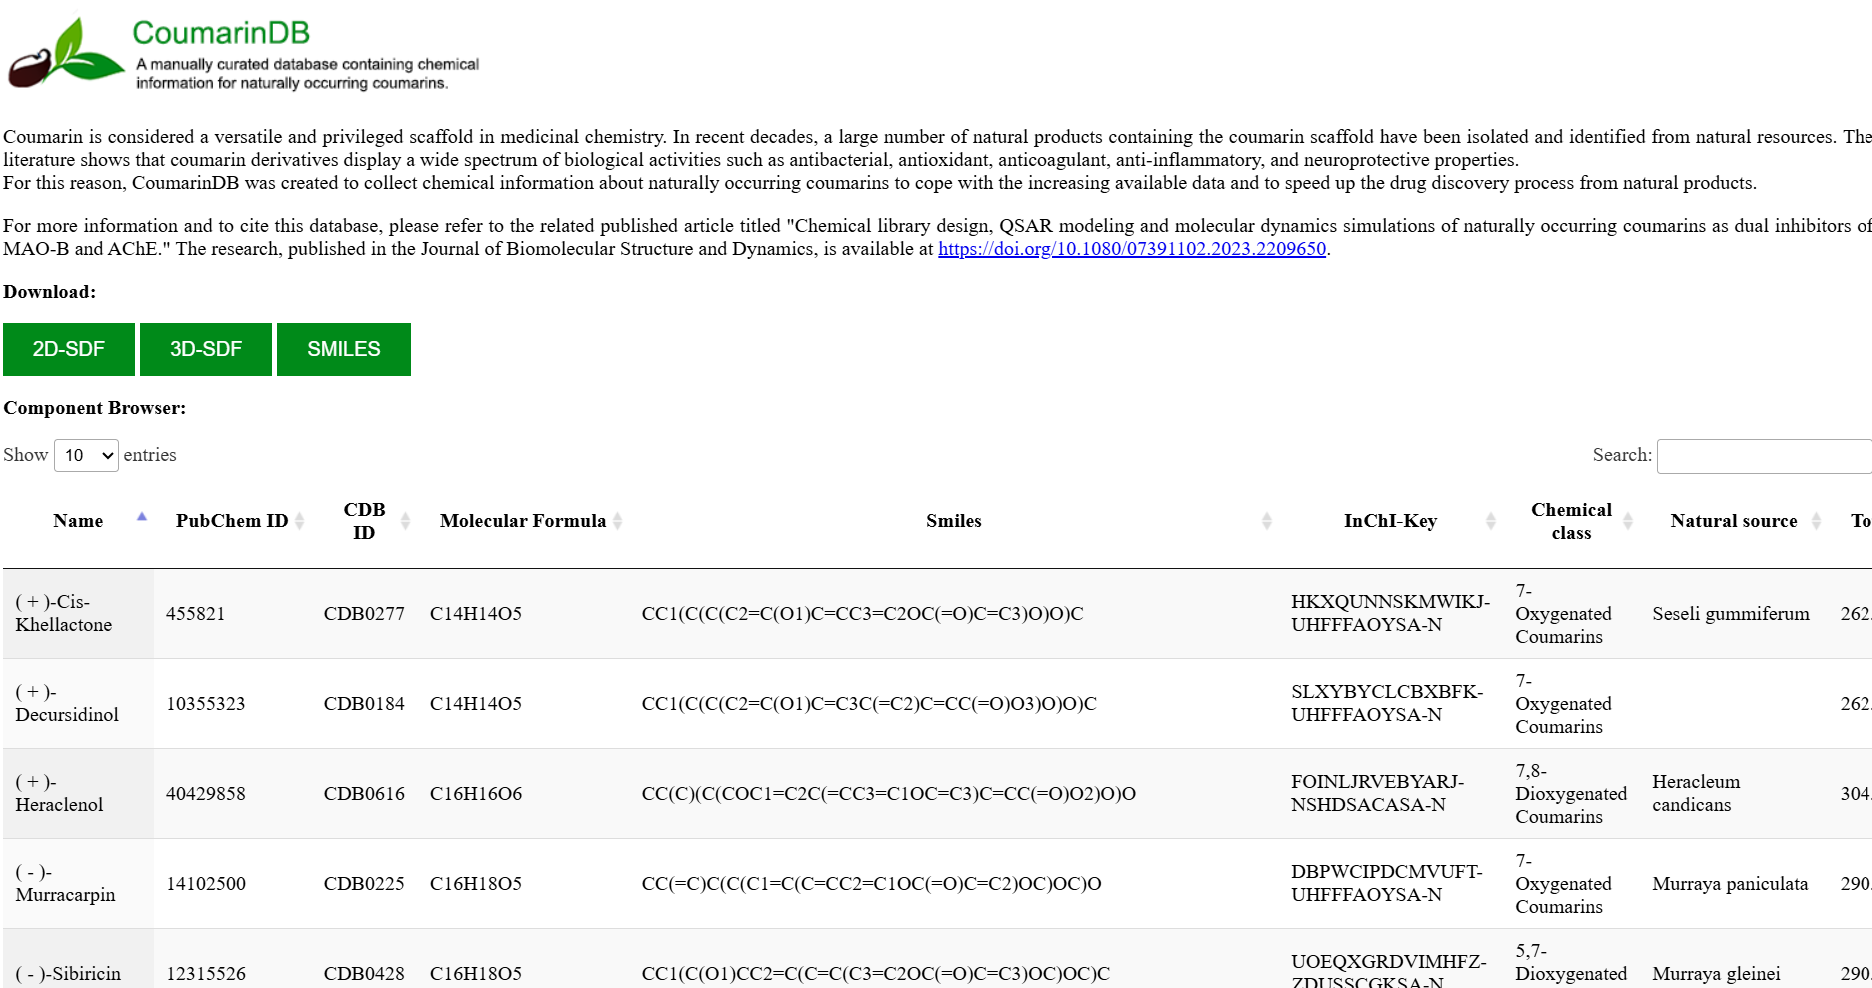 CoumarinDB
A manually curated database containing chemical
information for naturally occurring coumarins.
Coumarin is considered a versatile and privileged scaffold in medicinal chemistry. In recent decades, a large number of natural products containing the coumarin scaffold have been isolated and identified from natural resources. The
literature shows that coumarin derivatives display a wide spectrum of biological activities such as antibacterial, antioxidant, anticoagulant, anti-inflammatory, and neuroprotective properties.
For this reason, CoumarinDB was created to collect chemical information about naturally occurring coumarins to cope with the increasing available data and to speed up the drug discovery process from natural products.
For more information and to cite this database, please refer to the related published article titled "Chemical library design, QSAR modeling and molecular dynamics simulations of naturally occurring coumarins as dual inhibitors of
MAO-B and AChE." The research, published in the Journal of Biomolecular Structure and Dynamics, is available at https://doi.org/10.1080/07391102.2023.2209650.
Download:
2D-SDF 3D-SDF SMILES
Component Browser:
Show 10 entries Search:
Name PubChem ID CDB ID Molecular Formula Smiles InChI-Key Chemical class Natural source To
( + )-Cis-
Khellactone
455821
CDB0277
C14H14O5
CC1(C(C(C2=C(O1)C=CC3=C2OC(=O)C=C3)O)O)C
HKXQUNNSKMWIKJ-
UHFFFAOYSA-N
7-
Oxygenated
Coumarins
Seseli gummiferum
262.
( + )-
Decursidinol
10355323
CDB0184
C14H14O5
CC1(C(C(C2=C(O1)C=C3C(=C2)C=CC(=O)O3)O)O)C
SLXYBYCLCBXBFK-
UHFFFAOYSA-N
7-
Oxygenated
Coumarins
262.
( + )-
Heraclenol
40429858
CDB0616
C16H16O6
CC(C)(C(COC1=C2C(=CC3=C1OC=C3)C=CC(=O)O2)O)O
FOINLJRVEBYARJ-
NSHDSACASA-N
7,8-
Dioxygenated
Coumarins
Heracleum
candicans
304.
( - )-
Murracarpin
14102500
CDB0225
C16H18O5
CC(=C)C(C(C1=C(C=CC2=C1OC(=O)C=C2)OC)OC)O
DBPWCIPDCMVUFT-
UHFFFAOYSA-N
7-
Oxygenated
Coumarins
Murraya paniculata
290.
( - )-Sibiricin
12315526
CDB0428
C16H18O5
CC1(C(O1)CC2=C(C=C(C3=C2OC(=O)C=C3)OC)OC)C
UOEQXGRDVIMHFZ-
ZDUSSCGKSA-N
5,7-
Dioxygenated
Murraya gleinei
290.